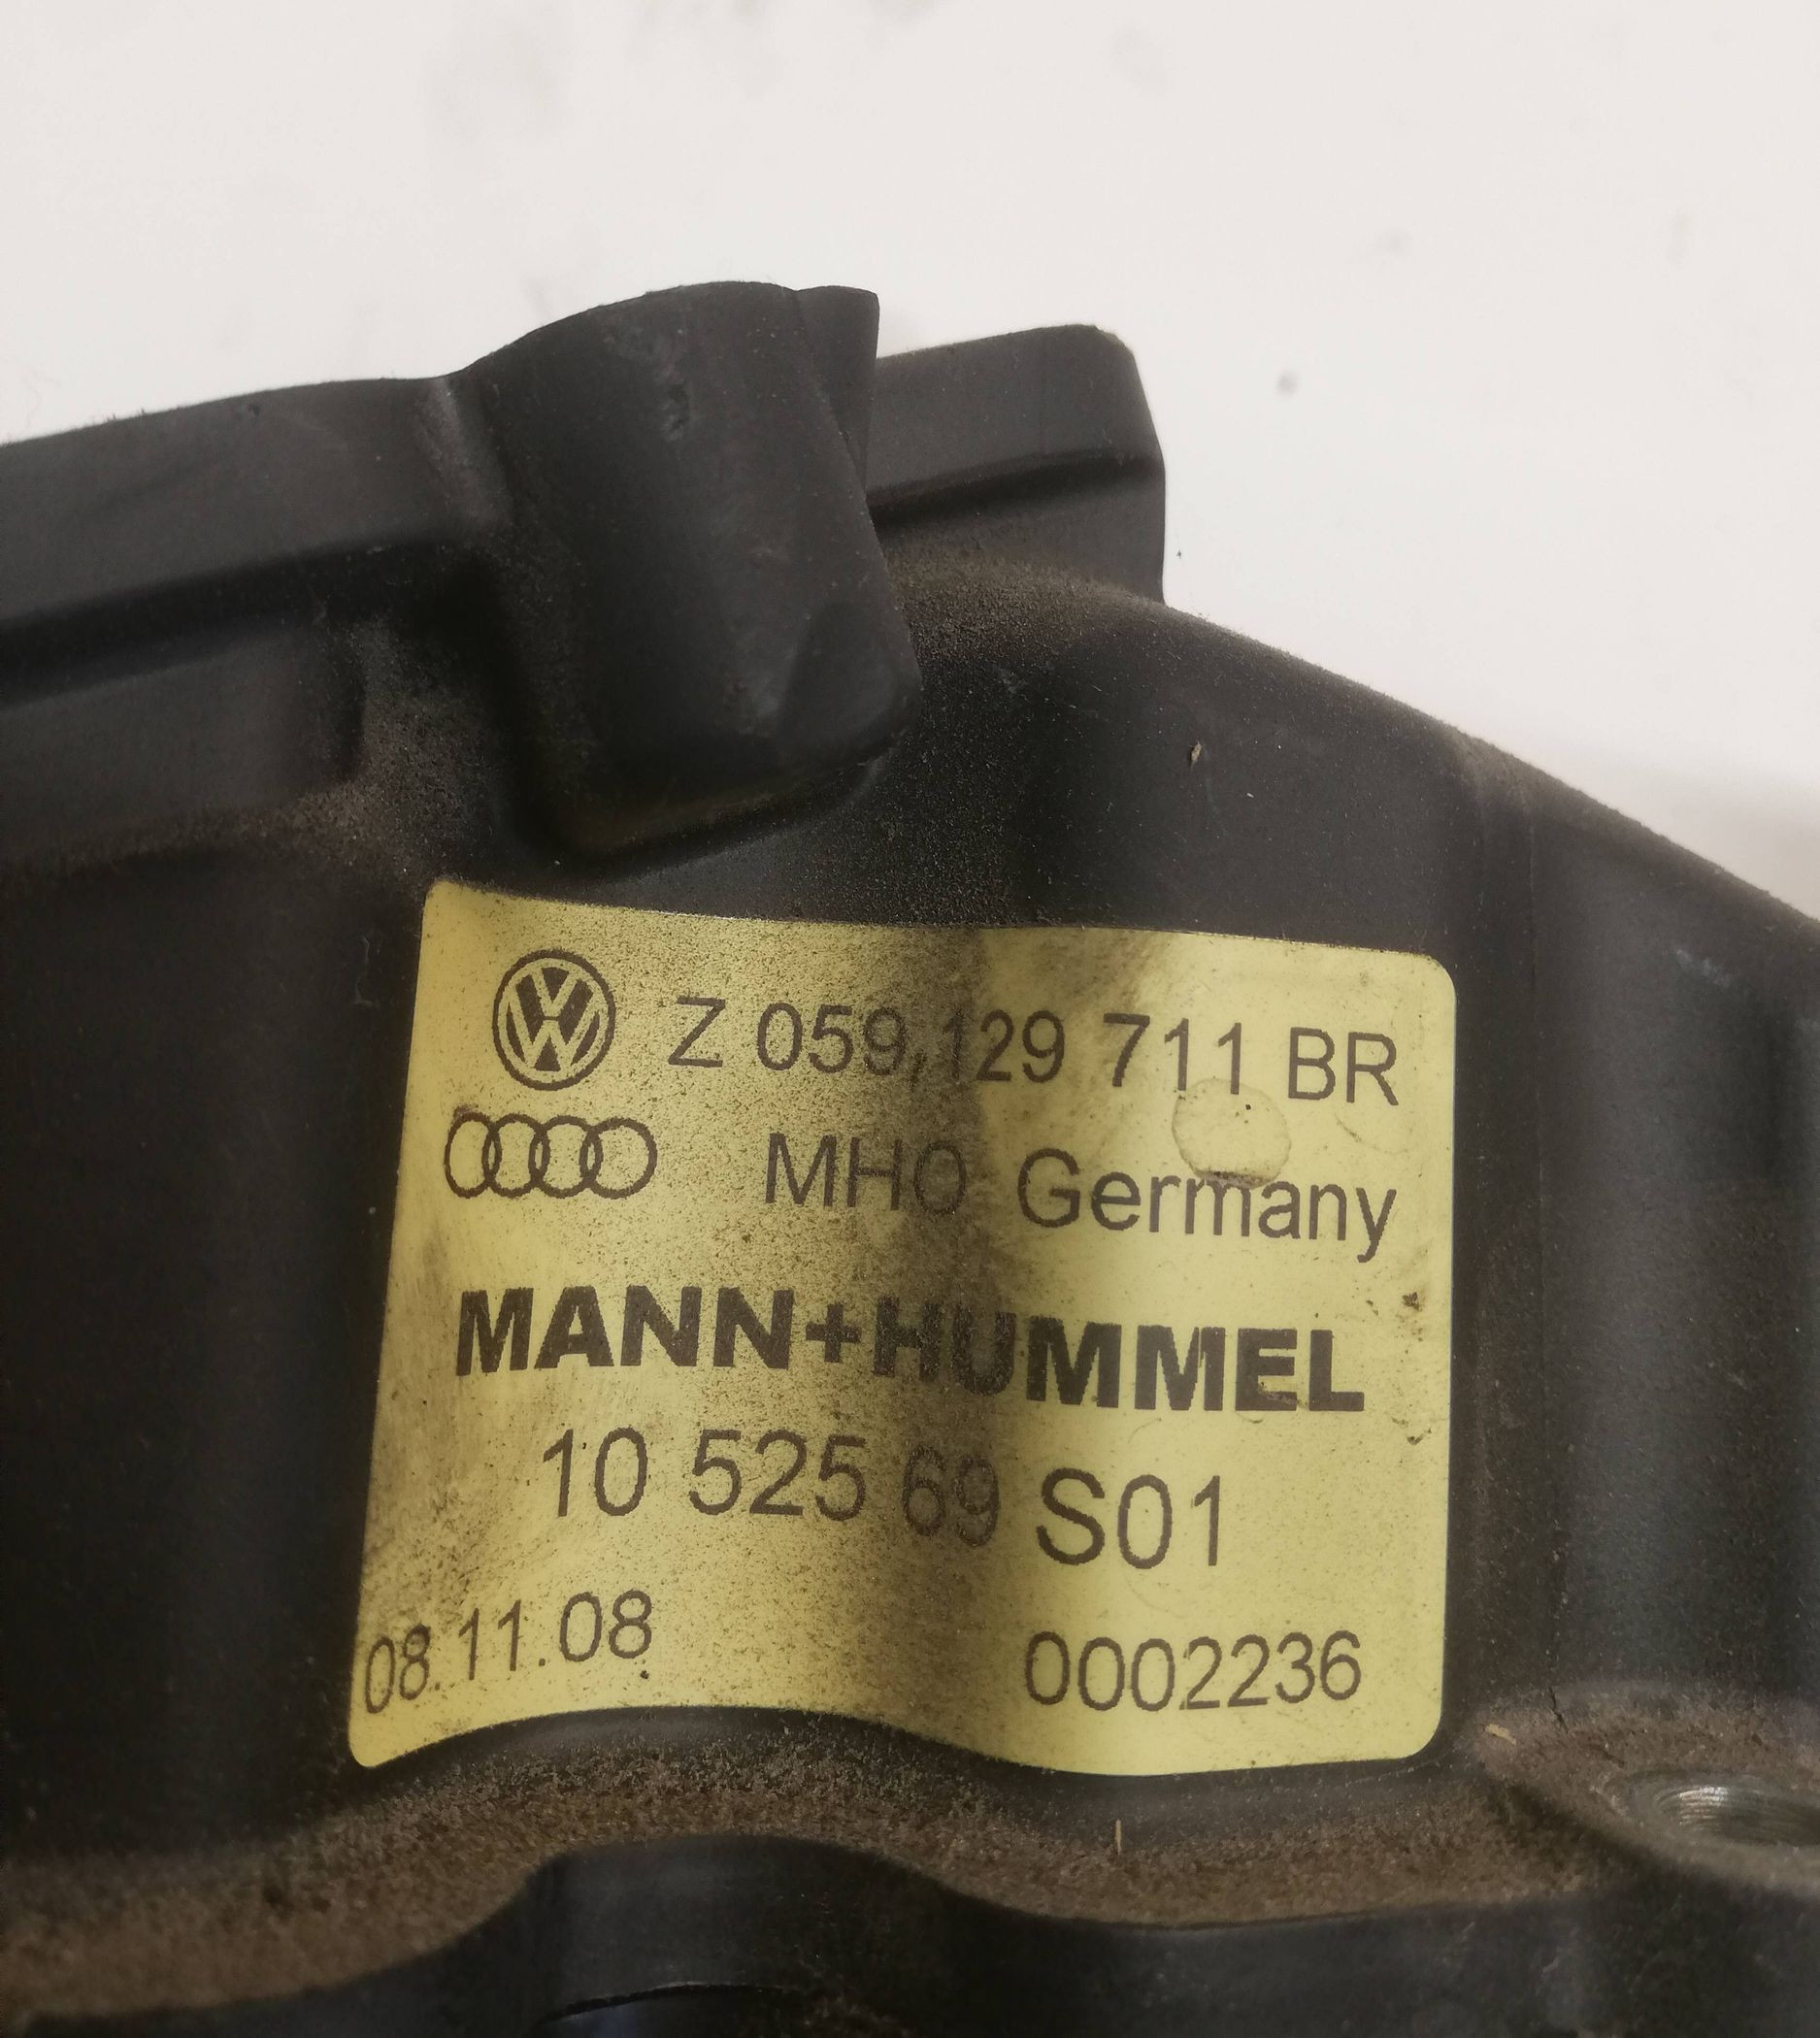 Z 059.129 711 BR
MHO Germany
MANN+HUMMEL
10 525 69 S01
08.11.08 0002236